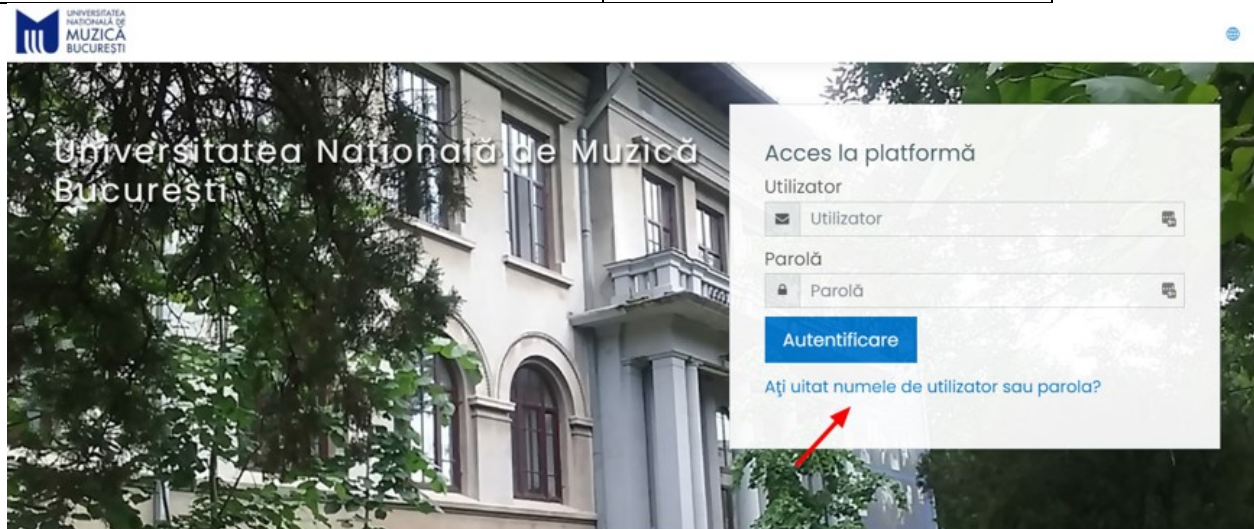 UNIVERSITATEA
NAȚIONALĂ DE
MUZICĂ
BUCUREȘTI
Universitatea Națională de Muzică
București
Acces la platformă
Utilizator
Utilizator
Parolă
Parolă
Autentificare
Aţi uitat numele de utilizator sau parola?